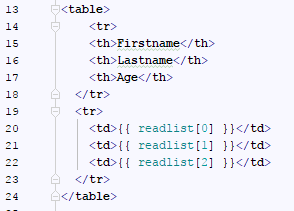 13 <table>
14 <tr>
15 <th>Firstname</th>
16 <th>Lastname</th>
17 <th>Age</th>
18 </tr>
19 <tr>
20 <td>{{ readlist[0] }}</td>
21 <td>{{ readlist[1] }}</td>
22 <td>{{ readlist[2] }}</td>
23 </tr>
24 </table>